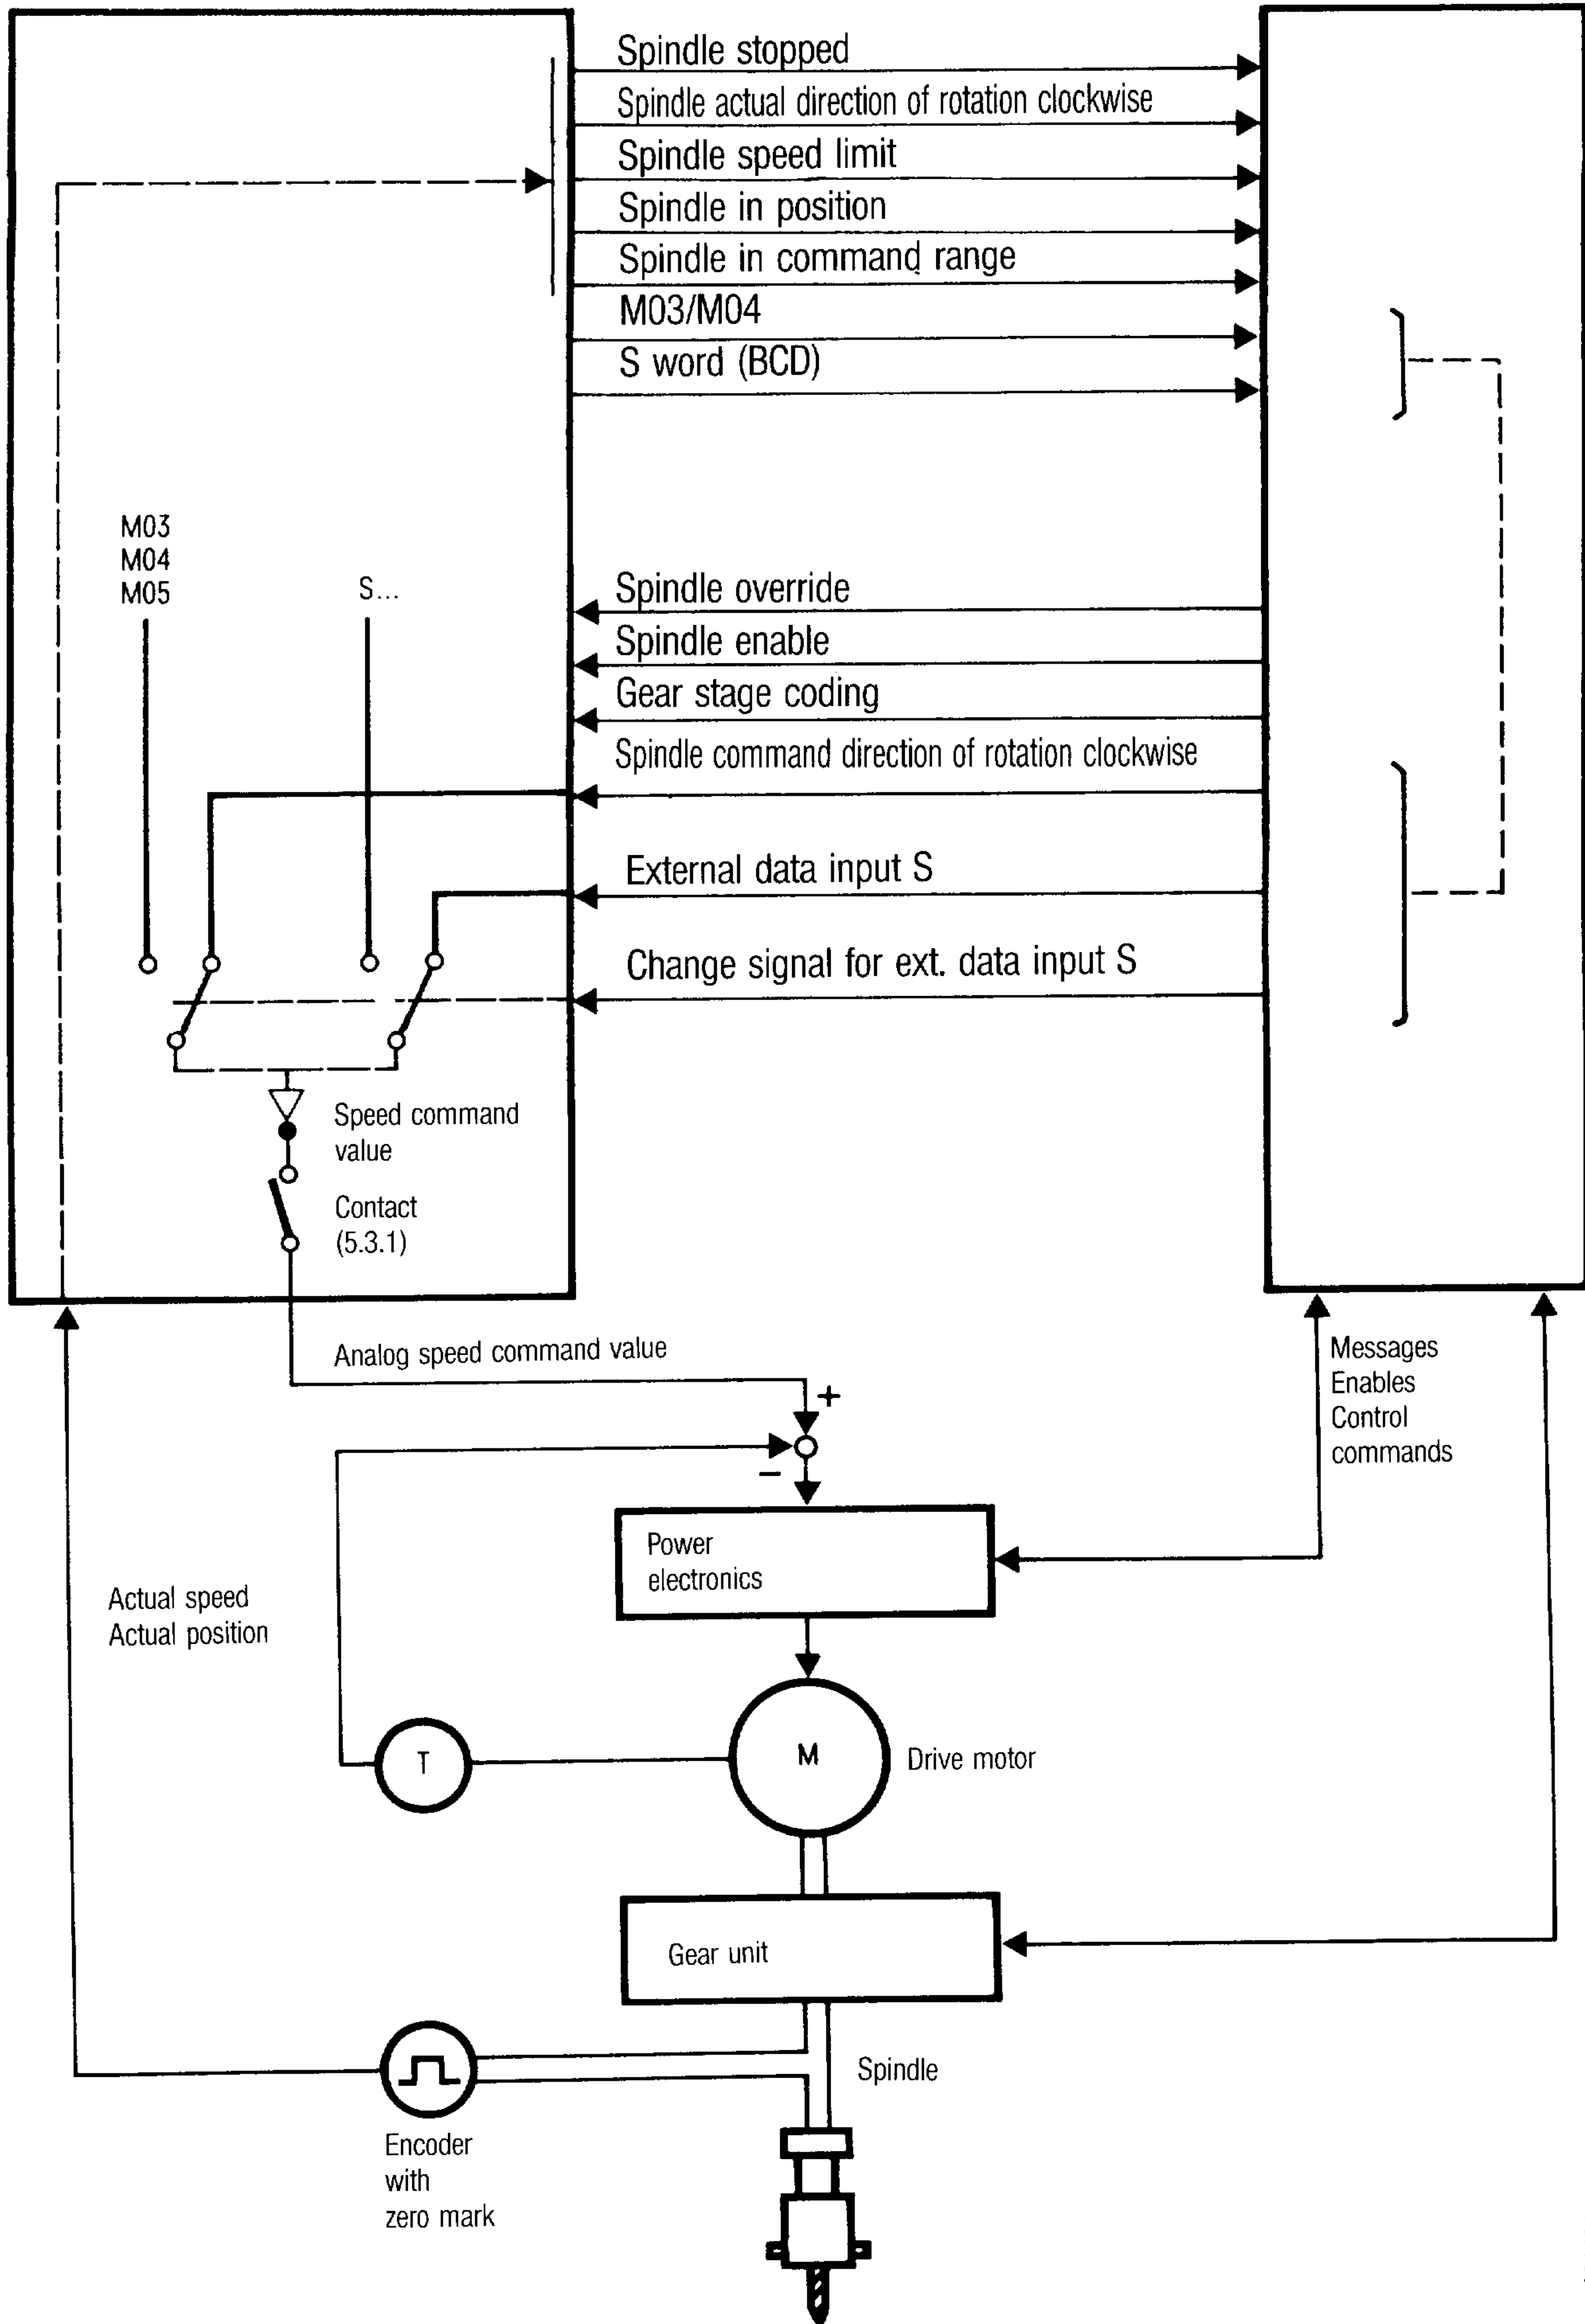 Spindle stopped
Spindle actual direction of rotation clockwise
Spindle speed limit
Spindle in position
Spindle in command range
M03/M04
S word (BCD)
M03
M04
M05
S...
Spindle override
Spindle enable
Gear stage coding
Spindle command direction of rotation clockwise
External data input S
Change signal for ext. data input S
Speed command
value
Contact
(5.3.1)
Analog speed command value
+
−
Messages
Enables
Control
commands
Power
electronics
Actual speed
Actual position
T
M
Drive motor
Gear unit
Spindle
Encoder
with
zero mark